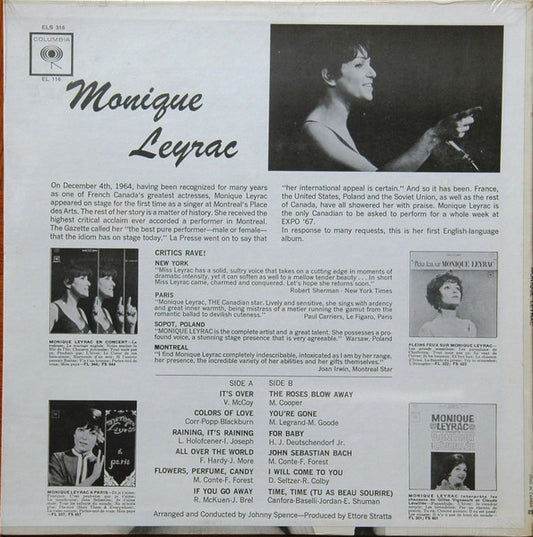 ELS 316
COLUMBIA
EL 116
Monique
Leyrac
On December 4th, 1964, having been recognized for many years
as one of French Canada's greatest actresses, Monique Leyrac
appeared on stage for the first time as a singer at Montreal's Place
des Arts. The rest of her story is a matter of history. She received the
highest critical acclaim ever accorded a performer in Montreal.
The Gazette called her "the best pure performer—male or female—
that the idiom has on stage today." La Presse went on to say that
"her international appeal is certain." And so it has been. France,
the United States, Poland and the Soviet Union, as well as the rest
of Canada, have all showered her with praise. Monique Leyrac is
the only Canadian to be asked to perform for a whole week at
EXPO '67.
In response to many requests, this is her first English-language
album.
CRITICS RAVE!
NEW YORK
"Miss Leyrac has a solid, sultry voice that takes on a cutting edge in moments of
dramatic intensity, yet it can soften as well to a mellow tender beauty . . . In short
Miss Leyrac came, charmed and conquered. Let's hope she returns soon."
Robert Sherman - New York Times
PARIS
"Monique Leyrac, THE Canadian star. Lively and sensitive, she sings with ardency
and great inner warmth, being mistress of a metier running the gamut from the
romantic ballad to devilish cuteness."
Paul Carriers, Le Figaro, Paris
SOPOT, POLAND
"MONIQUE LEYRAC is the complete artist and a great talent. She possesses a pro-
found voice, a stunning stage presence that is very agreeable." Warsaw, Poland
MONTREAL
"I find Monique Leyrac completely indescribable, intoxicated as I am by her range,
her presence, the incredible variety of her abilities and her gifts themselves."
Joan Irwin, Montreal Star
MONIQUE LEYRAC EN CONCERT
FL 344, FS 644
MONIQUE LEYRAC
PLEINS FEUX SUR MONIQUE LEYRAC
SIDE A
IT'S OVER
V. McCoy
COLORS OF LOVE
Corr-Popp-Blackburn
RAINING, IT'S RAINING
L. Holofcener-I. Joseph
ALL OVER THE WORLD
F. Hardy-J. More
FLOWERS, PERFUME, CANDY
M. Conte-F. Forest
IF YOU GO AWAY
R. McKuen-J. Brel
SIDE B
THE ROSES BLOW AWAY
M. Cooper
YOU'RE GONE
M. Legrand-M. Goode
FOR BABY
H. J. Deutschendorf Jr.
JOHN SEBASTIAN BACH
M. Conte-F. Forest
I WILL COME TO YOU
D. Seltzer-R. Colby
TIME, TIME (TU AS BEAU SOURIRE)
Canfora-Baselli-Jordan-E. Shuman
Arranged and Conducted by Johnny Spence—Produced by Ettore Stratta
à paris
MONIQUE LEYRAC À PARIS
MONIQUE
LEYRAC
MONIQUE LEYRAC interprète les
chansons de Gilles Vigneault et Claude
Léveillée